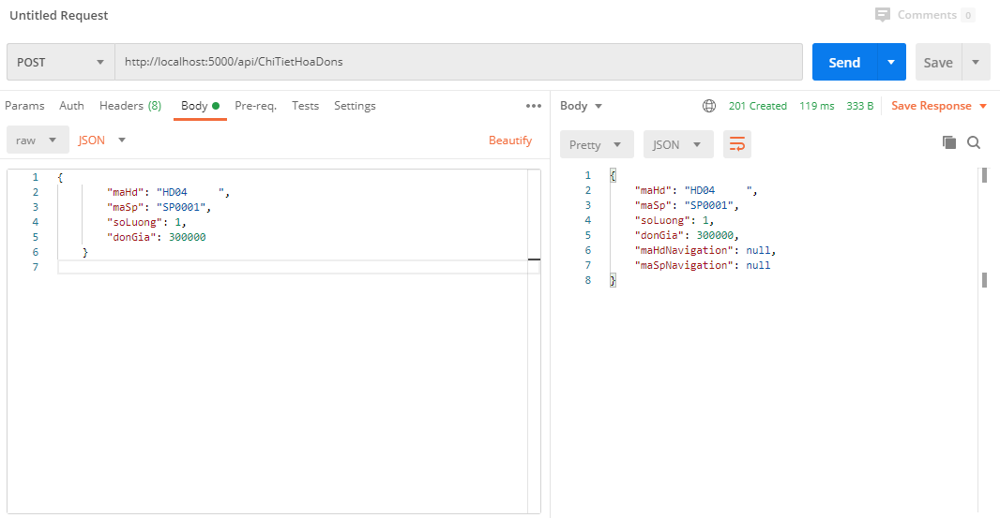 Untitled Request
Comments 0
POST
http://localhost:5000/api/ChiTietHoaDons
Send
Save
Params Auth Headers (8) Body Pre-req. Tests Settings
raw JSON Beautify
1 {
2 "maHd": "HD04     ",
3 "maSp": "SP0001",
4 "soLuong": 1,
5 "donGia": 300000
6 }
7
Body 201 Created 119 ms 333 B Save Response
Pretty JSON
1 {
2 "maHd": "HD04     ",
3 "maSp": "SP0001",
4 "soLuong": 1,
5 "donGia": 300000,
6 "maHdNavigation": null,
7 "maSpNavigation": null
8 }